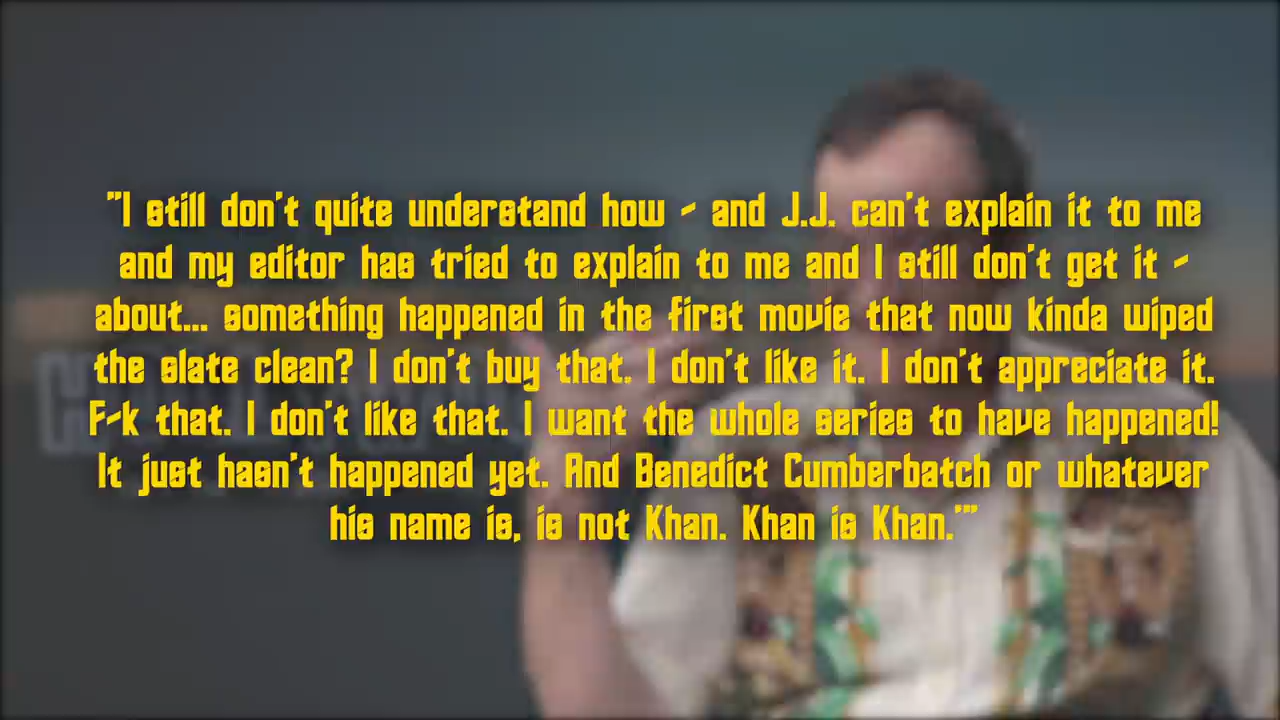 "I still don't quite understand how - and J.J. can't explain it to me
and my editor has tried to explain to me and I still don't get it -
about... something happened in the first movie that now kinda wiped
the slate clean? I don't buy that. I don't like it. I don't appreciate it.
F-k that. I don't like that. I want the whole series to have happened!
It just hasn't happened yet. And Benedict Cumberbatch or whatever
his name is, is not Khan. Khan is Khan.'"